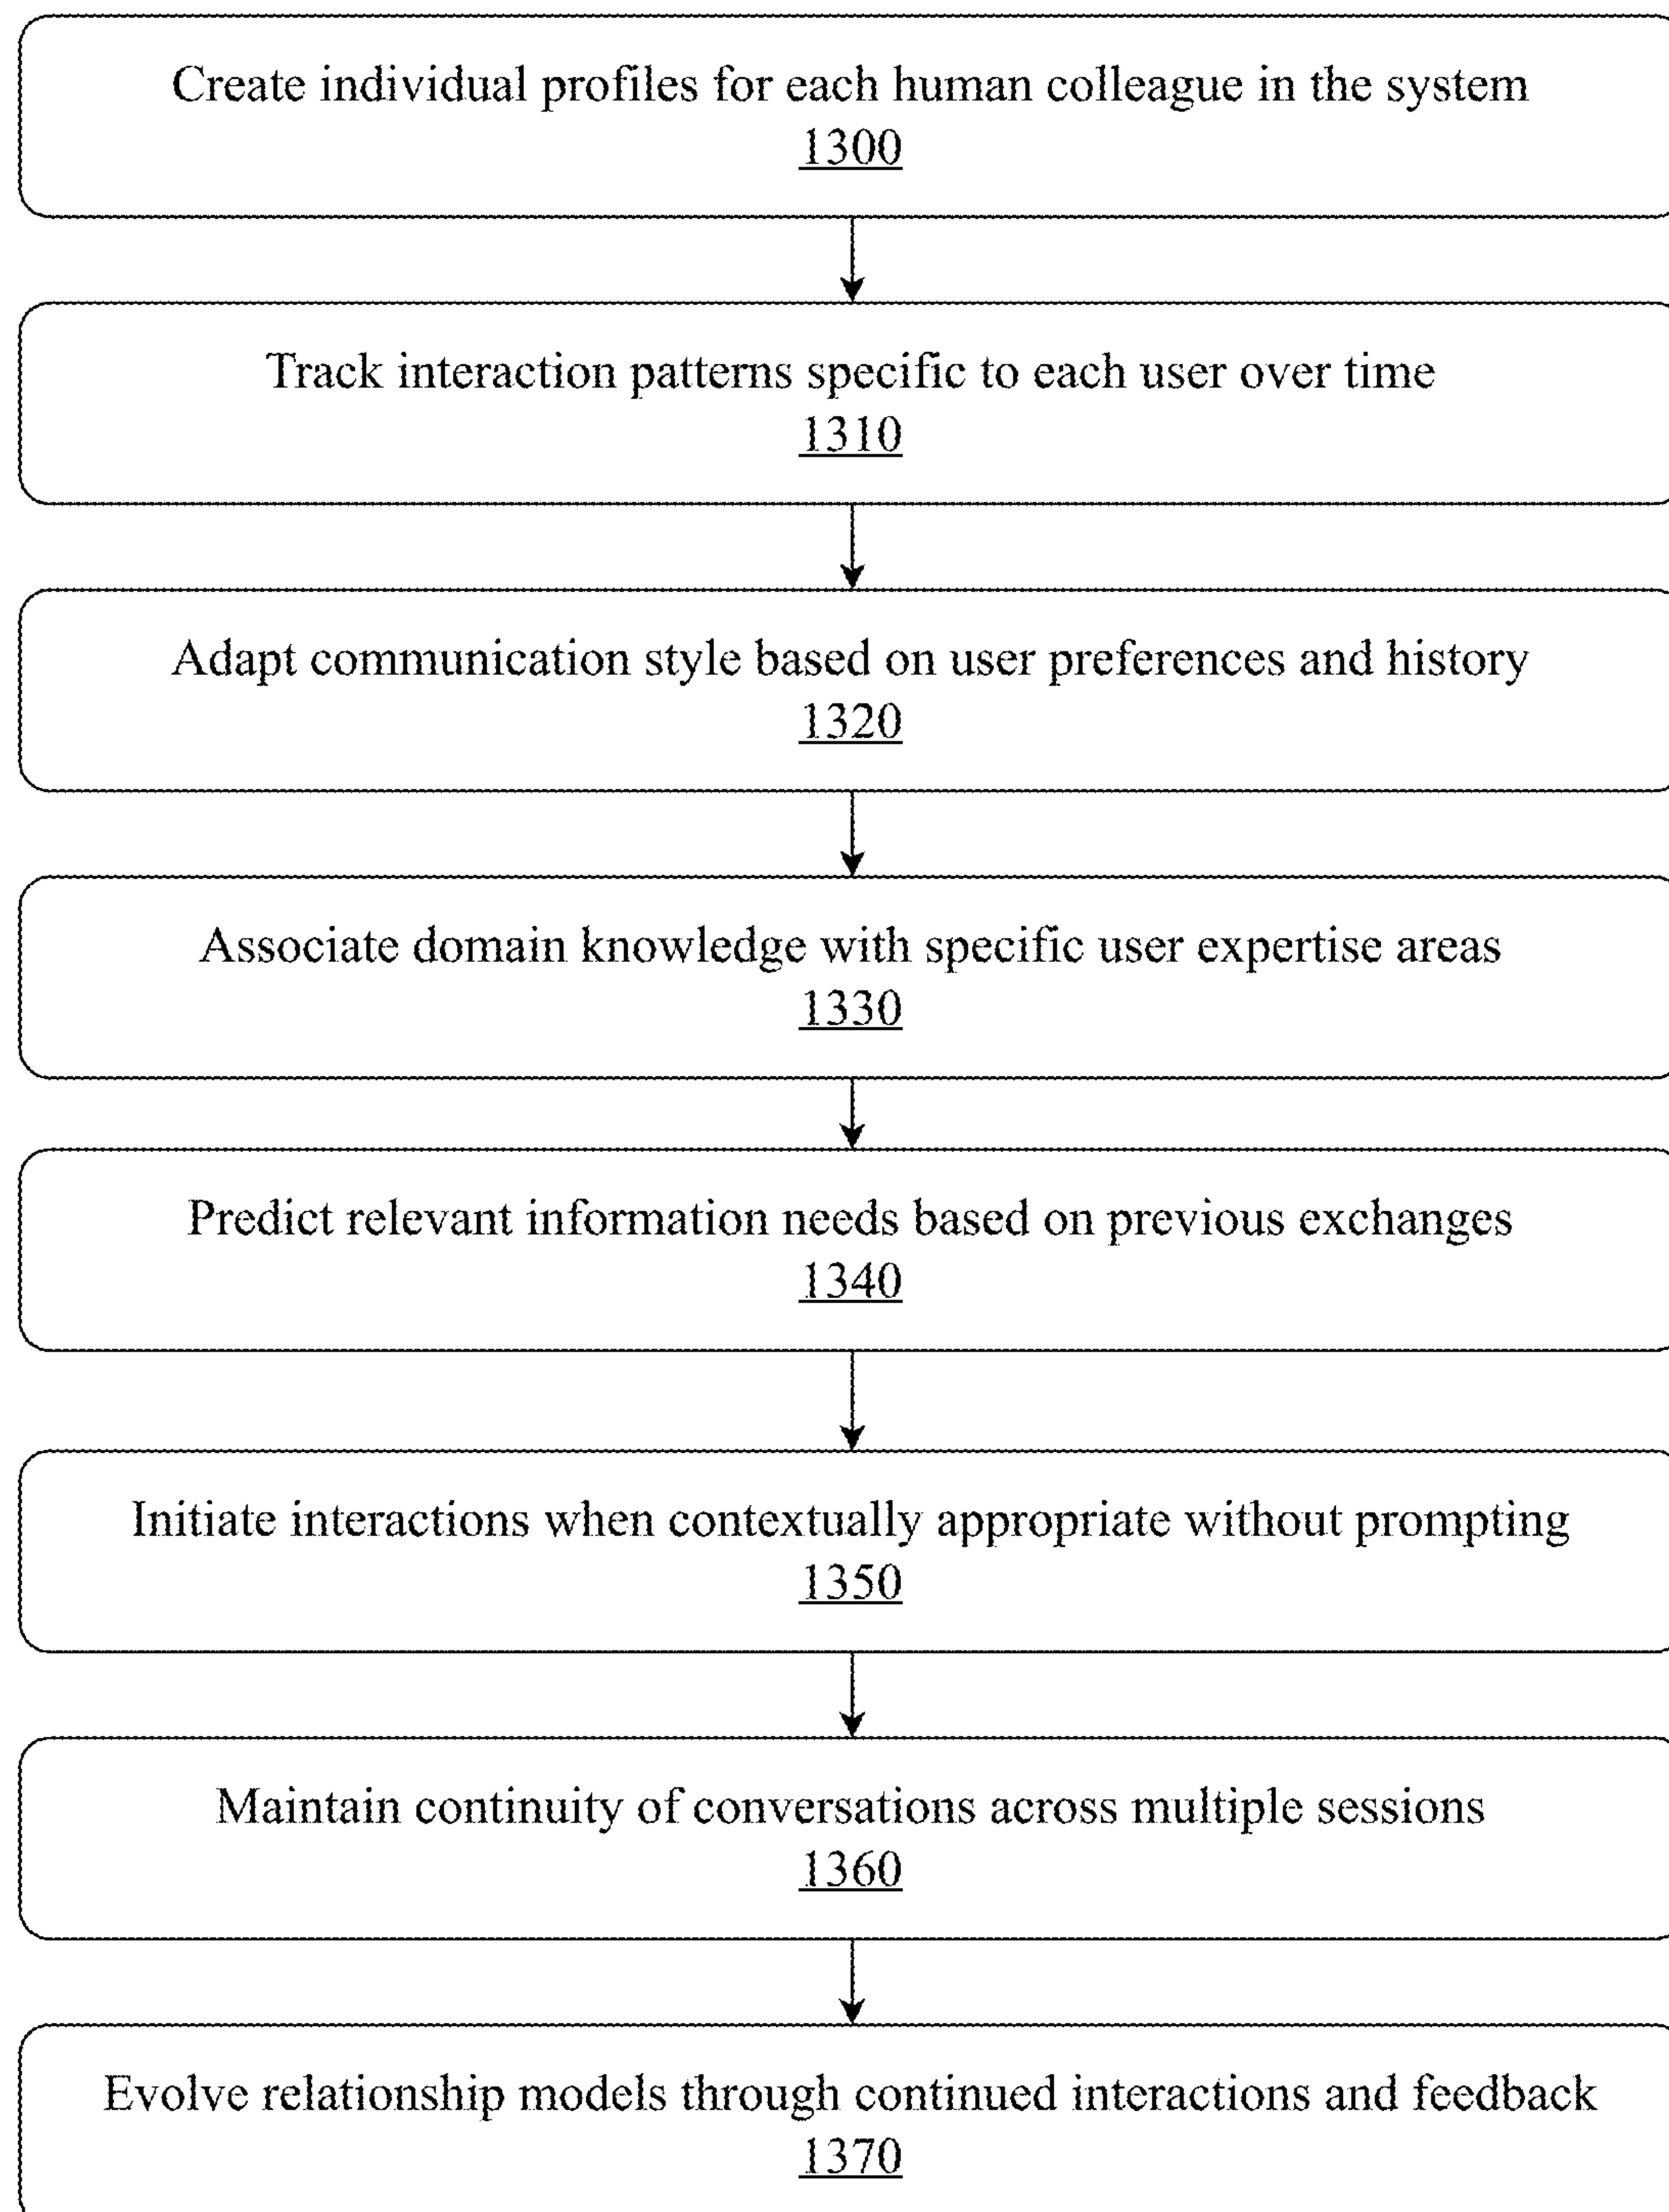 Create individual profiles for each human colleague in the system
1300
Track interaction patterns specific to each user over time
1310
Adapt communication style based on user preferences and history
1320
Associate domain knowledge with specific user expertise areas
1330
Predict relevant information needs based on previous exchanges
1340
Initiate interactions when contextually appropriate without prompting
1350
Maintain continuity of conversations across multiple sessions
1360
Evolve relationship models through continued interactions and feedback
1370